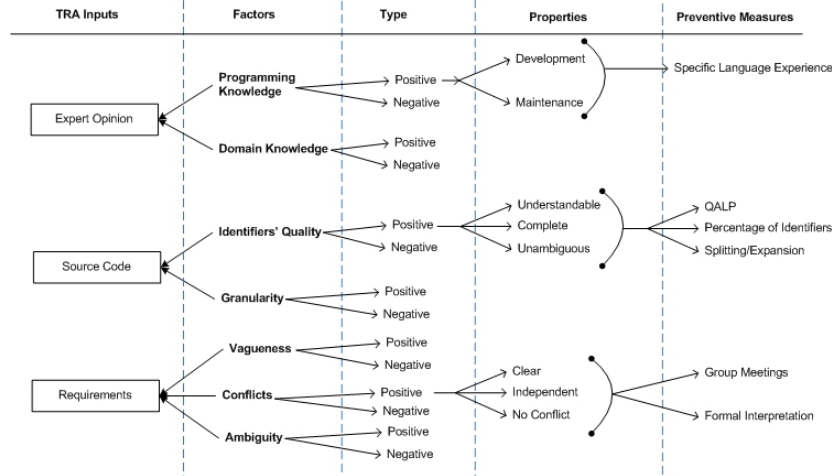 TRA Inputs
Factors
Type
Properties
Preventive Measures
Expert Opinion
Programming
Knowledge
Positive
Negative
Development
Maintenance
Specific Language Experience
Domain Knowledge
Positive
Negative
Source Code
Identifiers' Quality
Positive
Negative
Understandable
Complete
Unambiguous
QALP
Percentage of Identifiers
Splitting/Expansion
Granularity
Positive
Negative
Requirements
Vagueness
Positive
Negative
Conflicts
Positive
Negative
Clear
Independent
No Conflict
Group Meetings
Formal Interpretation
Ambiguity
Positive
Negative